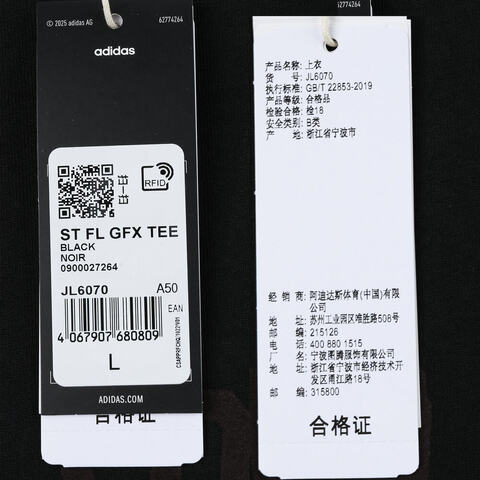 © 2025 adidas AG
62774264
adidas
RFID
ST FL GFX TEE
BLACK
NOIR
0900027264
JL6070
A50
EAN
4 067907 680809
L
ADIDAS.COM
合格证
62774264
产品名称: 上衣
货 号: JL6070
执行标准: GB/T 22853-2019
产品等级: 合格品
检验合格: 检18
安全类别: B类
产 地: 浙江省宁波市
经 销 商: 阿迪达斯体育(中国)有限
公司
地 址: 苏州工业园区唯胜路508号
邮 编: 215126
电 话: 400 880 1515
厂 名: 宁波图腾服饰有限公司
地 址: 浙江省宁波市经济技术开
发区甬江路18号
邮 编: 315800
合格证